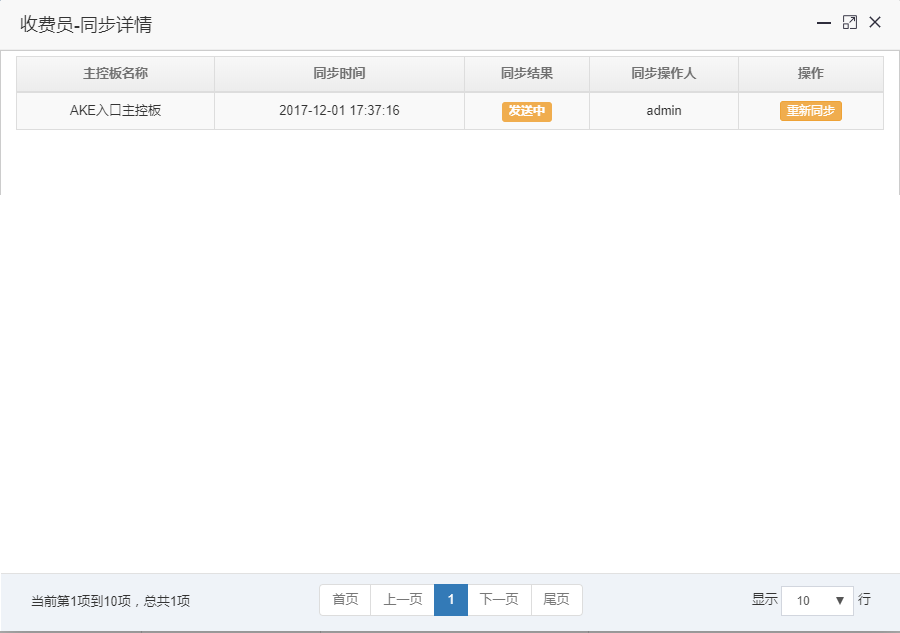 收费员-同步详情
主控板名称 同步时间 同步结果 同步操作人 操作
AKE入口主控板 2017-12-01 17:37:16 发送中 admin 重新同步
当前第1项到10项，总共1项 首页 上一页 1 下一页 尾页 显示 10 ▼ 行